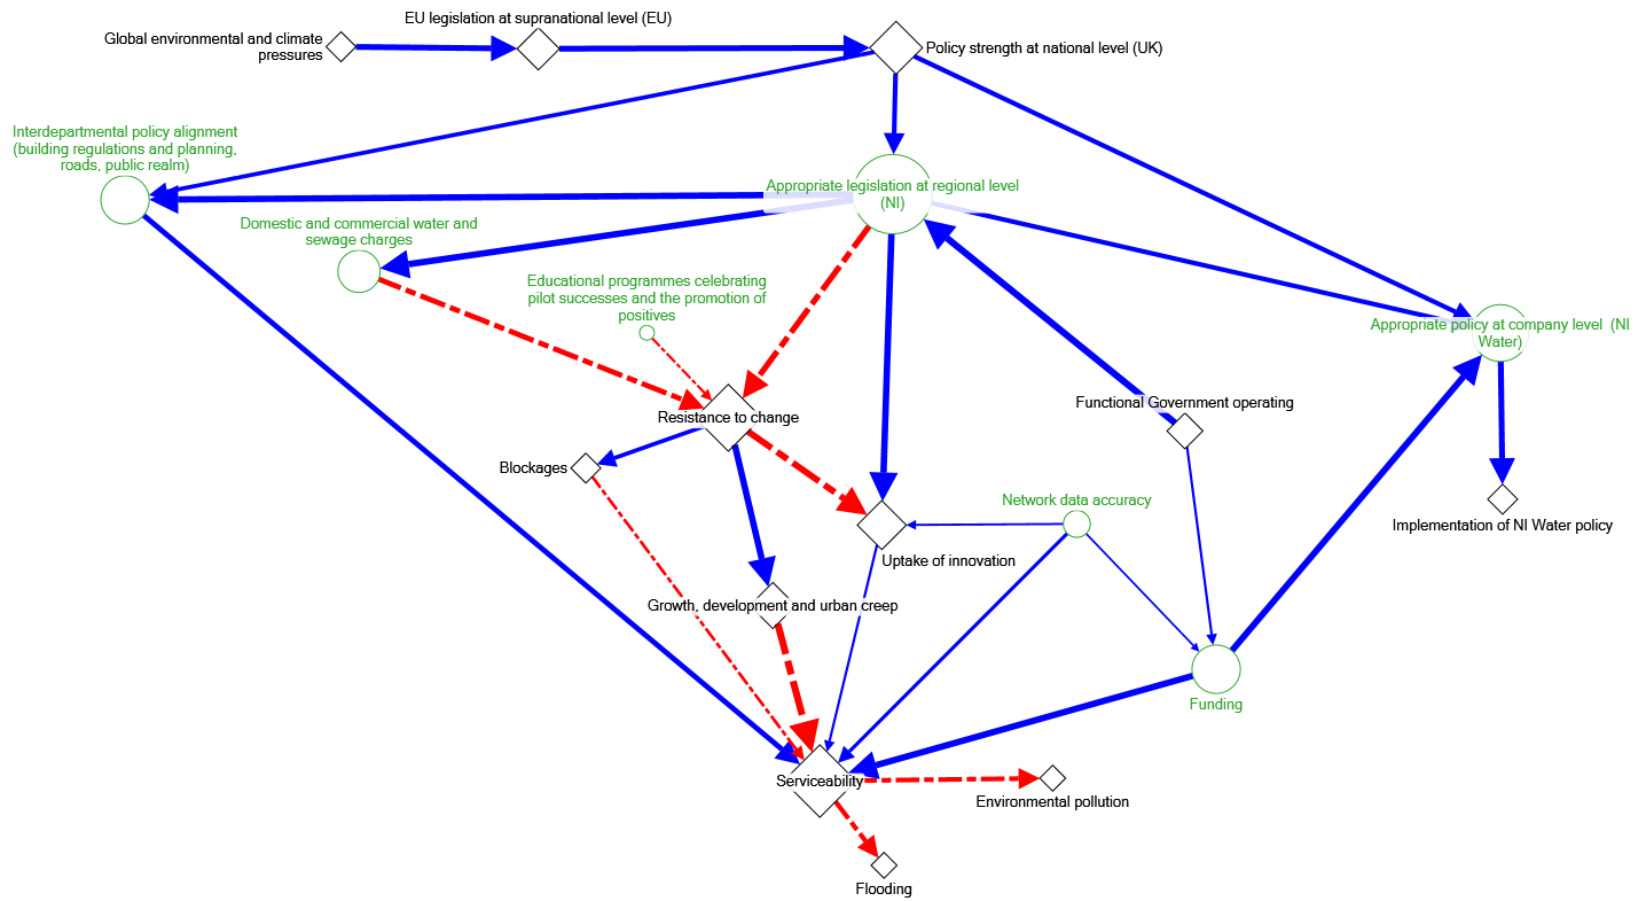 EU legislation at supranational level (EU)
Global environmental and climate
pressures
Policy strength at national level (UK)
Interdepartmental policy alignment
(building regulations and planning,
roads, public realm)
Appropriate legislation at regional level
(NI)
Domestic and commercial water and
sewage charges
Educational programmes celebrating
pilot successes and the promotion of
positives
Appropriate policy at company level (NI
Water)
Functional Government operating
Resistance to change
Blockages
Network data accuracy
Implementation of NI Water policy
Uptake of innovation
Growth, development and urban creep
Funding
Serviceability
Environmental pollution
Flooding